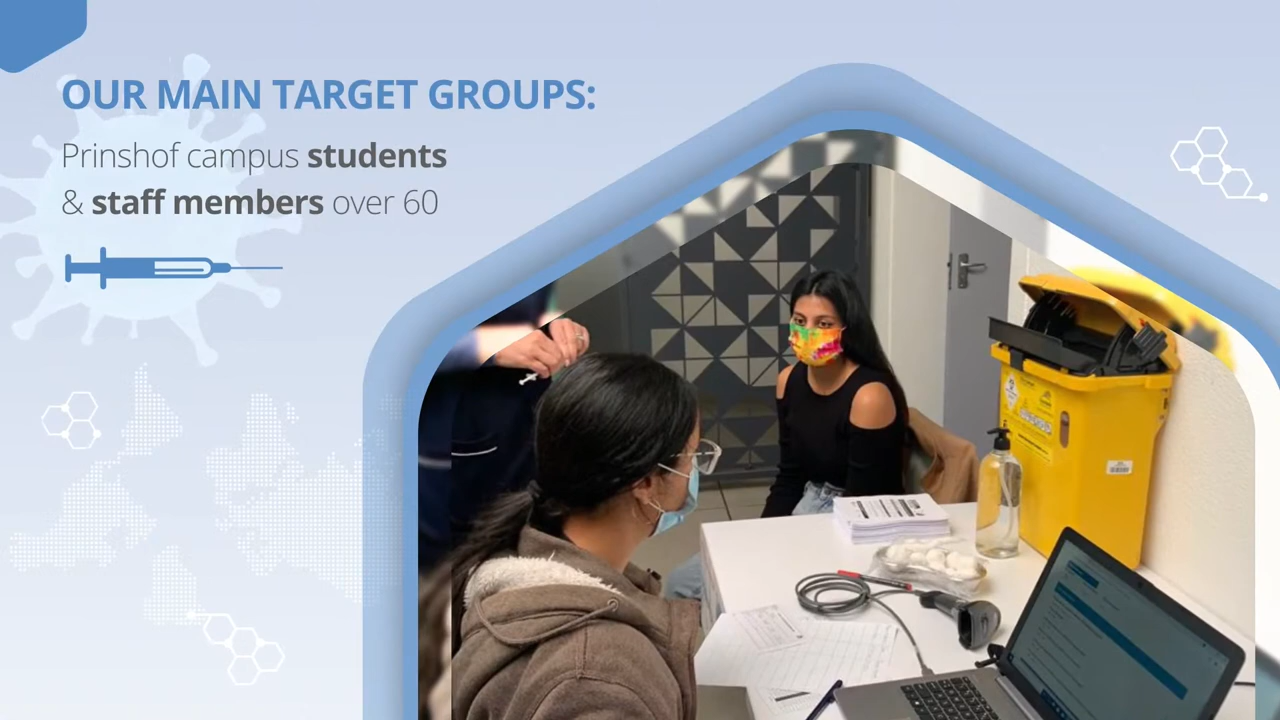 OUR MAIN TARGET GROUPS:
Prinshof campus students
& staff members over 60